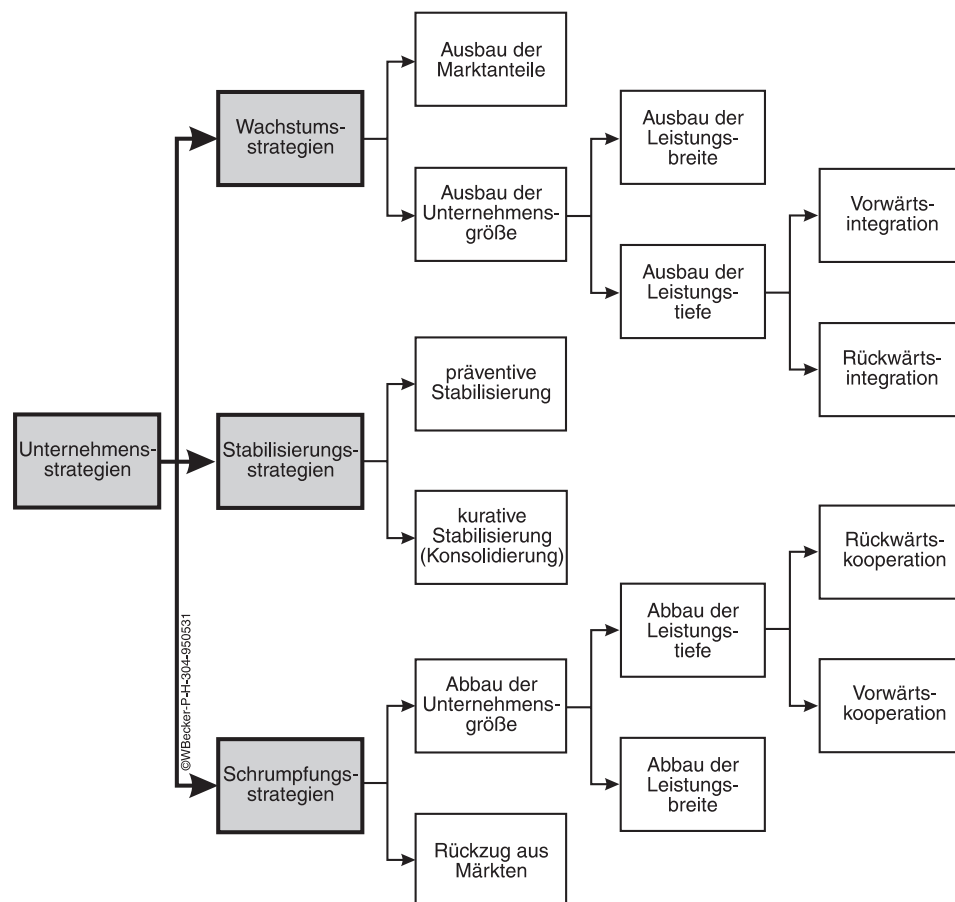 Ausbau der
Marktanteile
Wachstums-
strategien
Ausbau der
Leistungs-
breite
Ausbau der
Unternehmens-
größe
Vorwärts-
integration
Ausbau der
Leistungs-
tiefe
Rückwärts-
integration
präventive
Stabilisierung
Unternehmens-
strategien
Stabilisierungs-
strategien
kurative
Stabilisierung
(Konsolidierung)
Rückwärts-
kooperation
Abbau der
Leistungs-
tiefe
Abbau der
Unternehmens-
größe
Vorwärts-
kooperation
Schrumpfungs-
strategien
Abbau der
Leistungs-
breite
Rückzug aus
Märkten
©WBecker-P-H-304-950531